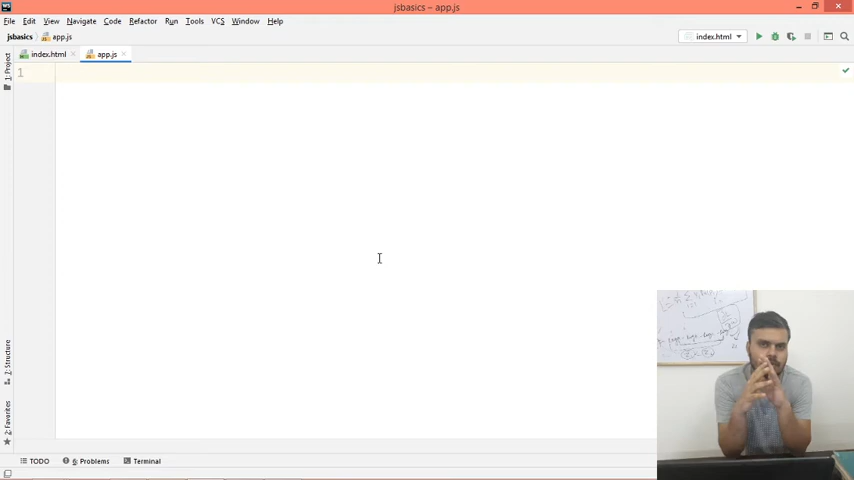 jsbasics – app.js
File Edit View Navigate Code Refactor Run Tools VCS Window Help
jsbasics app.js index.html
index.html app.js
1
1: Project
2: Structure
2: Favorites
TODO 6: Problems Terminal